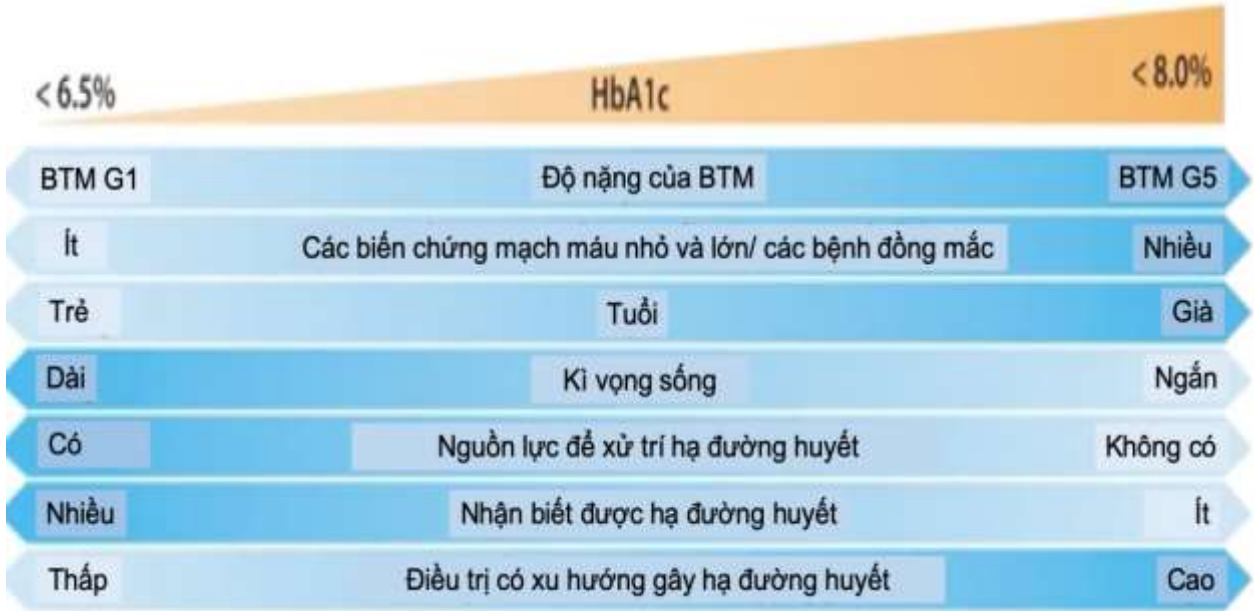 < 6.5% HbA1c < 8.0%
BTM G1 Độ nặng của BTM BTM G5
Ít Các biến chứng mạch máu nhỏ và lớn/ các bệnh đồng mắc Nhiều
Trẻ Tuổi Già
Dài Kì vọng sống Ngắn
Có Nguồn lực để xử trí hạ đường huyết Không có
Nhiều Nhận biết được hạ đường huyết Ít
Thấp Điều trị có xu hướng gây hạ đường huyết Cao